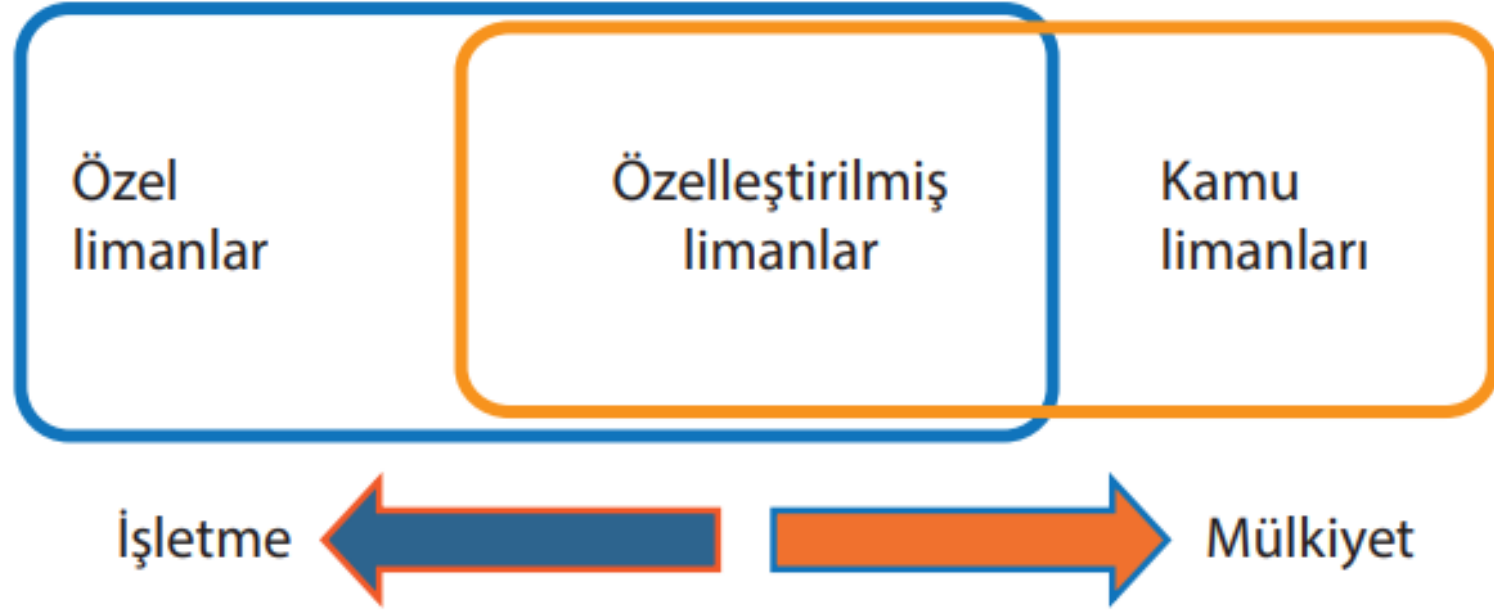 Özel
limanlar
Özelleştirilmiş
limanlar
Kamu
limanları
İşletme
Mülkiyet